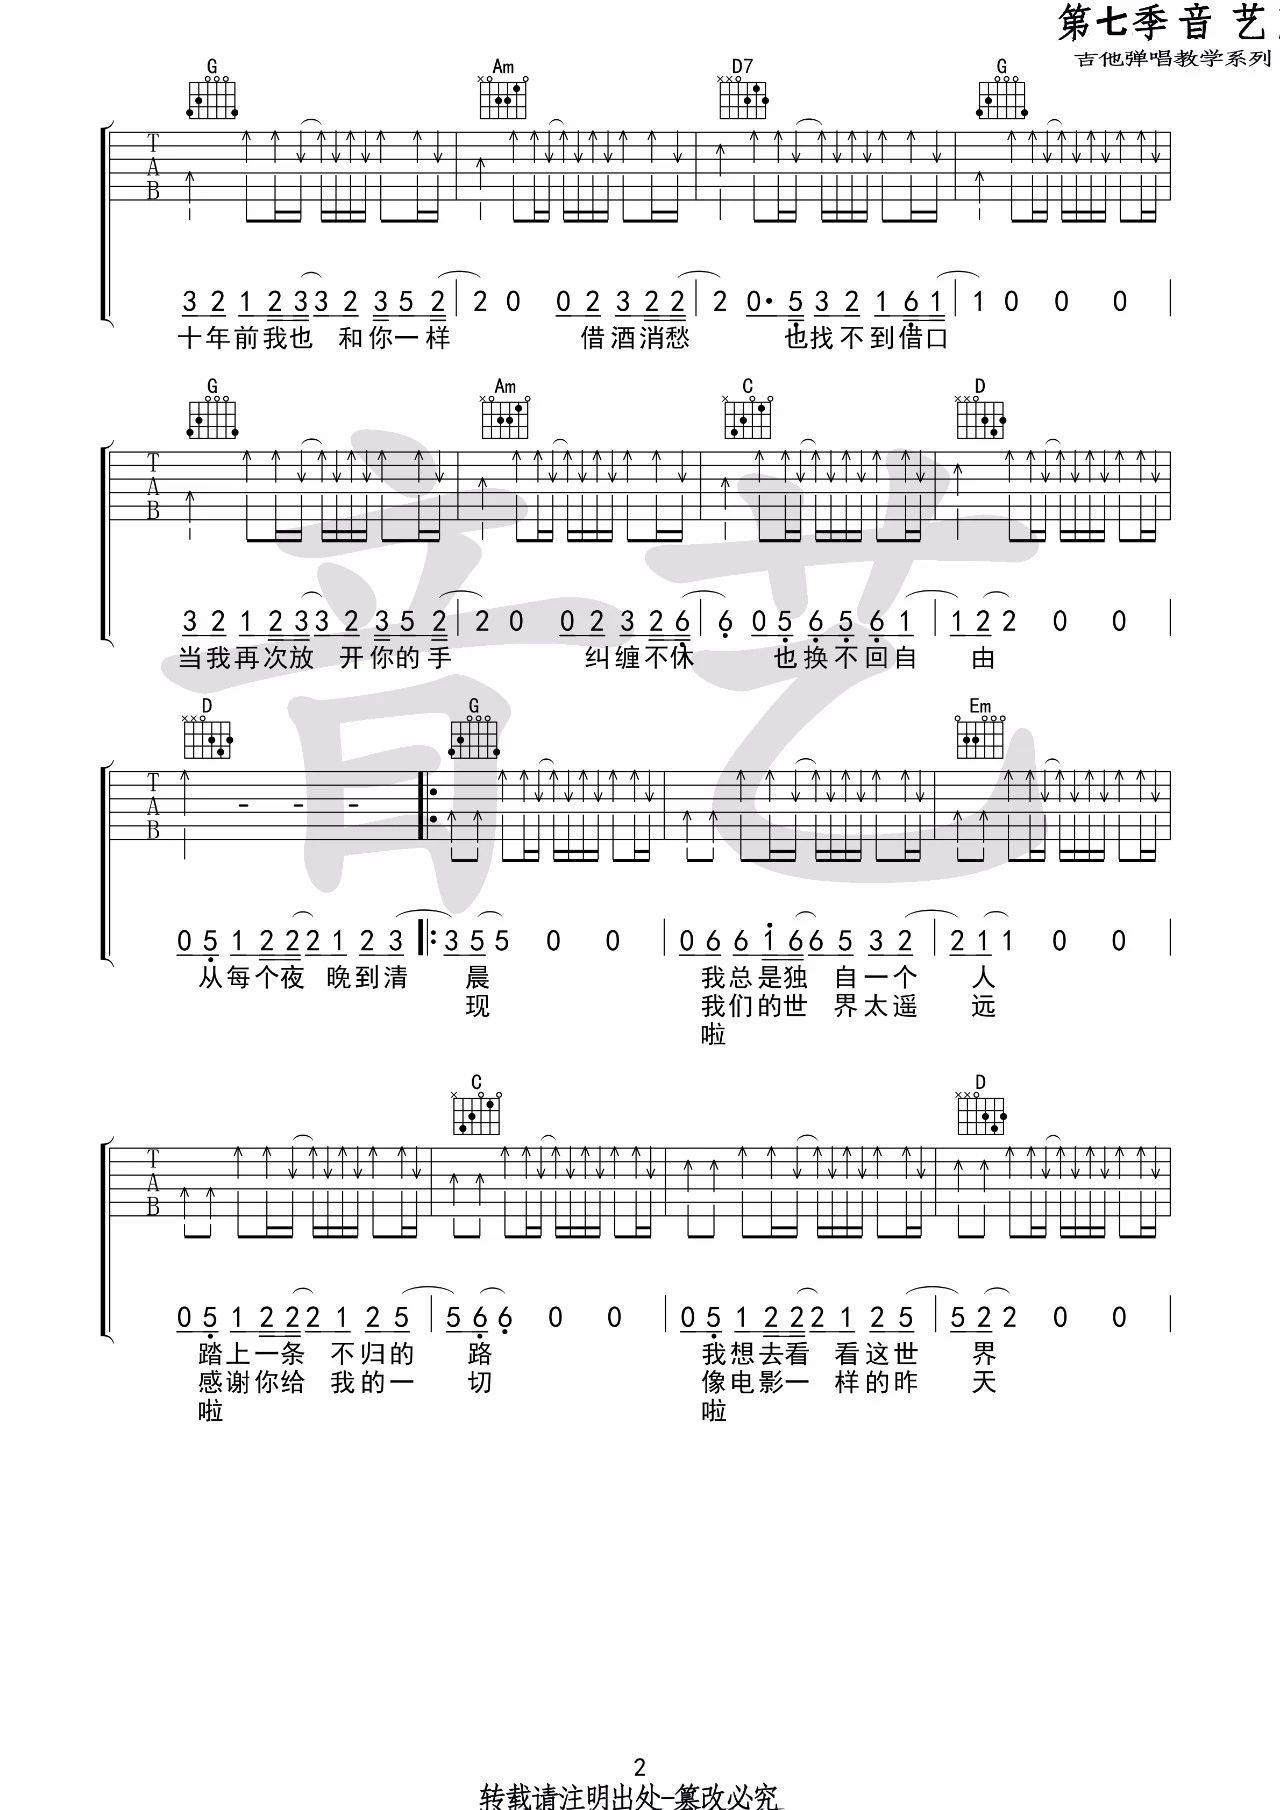 第七季音艺
吉他弹唱教学系列
G Am D7 G
T
A
B
3 2 1 2 3 3 2 3 5 2 | 2 0 0 2 3 2 2 | 2 0· 5 3 2 1 6 1 | 1 0 0 0
十年前我也 和你一样 借酒消愁 也找不到借口
G Am C D
T
A
B
3 2 1 2 3 3 2 3 5 2 | 2 0 0 2 3 2 6 | 6 0 5 6 5 6 1 | 1 2 2 0 0
当我再次放 开你的手 纠缠不休 也换不回自 由
音艺
D G Em
T
A
B
0 5 1 2 2 2 1 2 3 3 5 5 0 0 | 0 6 6 1 6 6 5 3 2 | 2 1 1 0 0
从每个夜 晚到清 晨 我总是独 自一个 人
现 我们的世 界太遥 远
啦
C D
T
A
B
0 5 1 2 2 2 1 2 5 | 5 6 6 0 0 | 0 5 1 2 2 2 1 2 5 | 5 2 2 0 0
踏上一条 不归的 路 我想去看 看这世 界
感谢你给 我的一 切 像电影一 样的昨 天
啦 啦
2
转载请注明出处-篡改必究